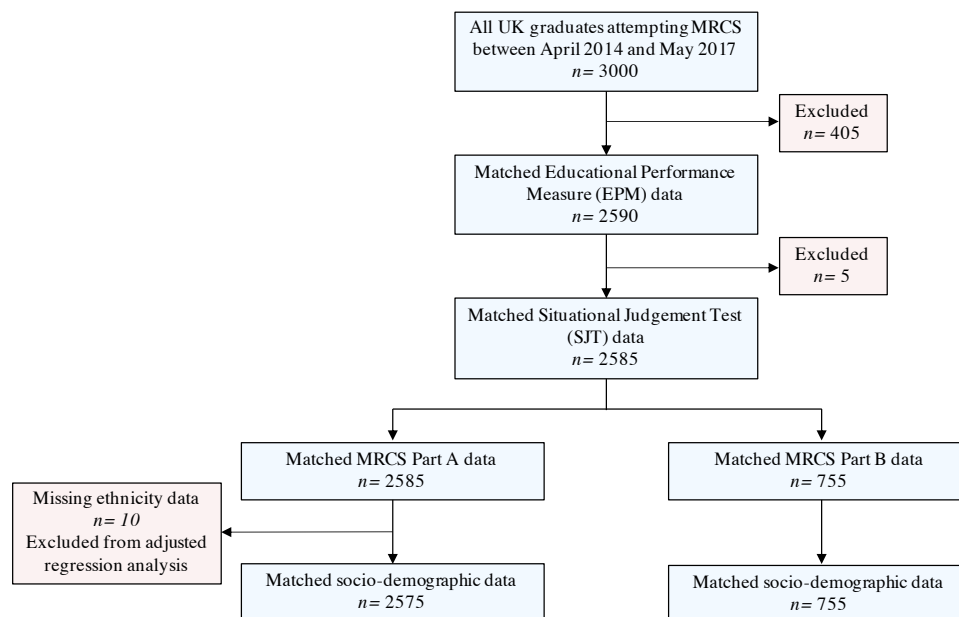 All UK graduates attempting MRCS
between April 2014 and May 2017
n= 3000
Excluded
n= 405
Matched Educational Performance
Measure (EPM) data
n= 2590
Excluded
n= 5
Matched Situational Judgement Test
(SJT) data
n= 2585
Matched MRCS Part A data
n= 2585
Matched MRCS Part B data
n= 755
Missing ethnicity data
n= 10
Excluded from adjusted
regression analysis
Matched socio-demographic data
n= 2575
Matched socio-demographic data
n= 755